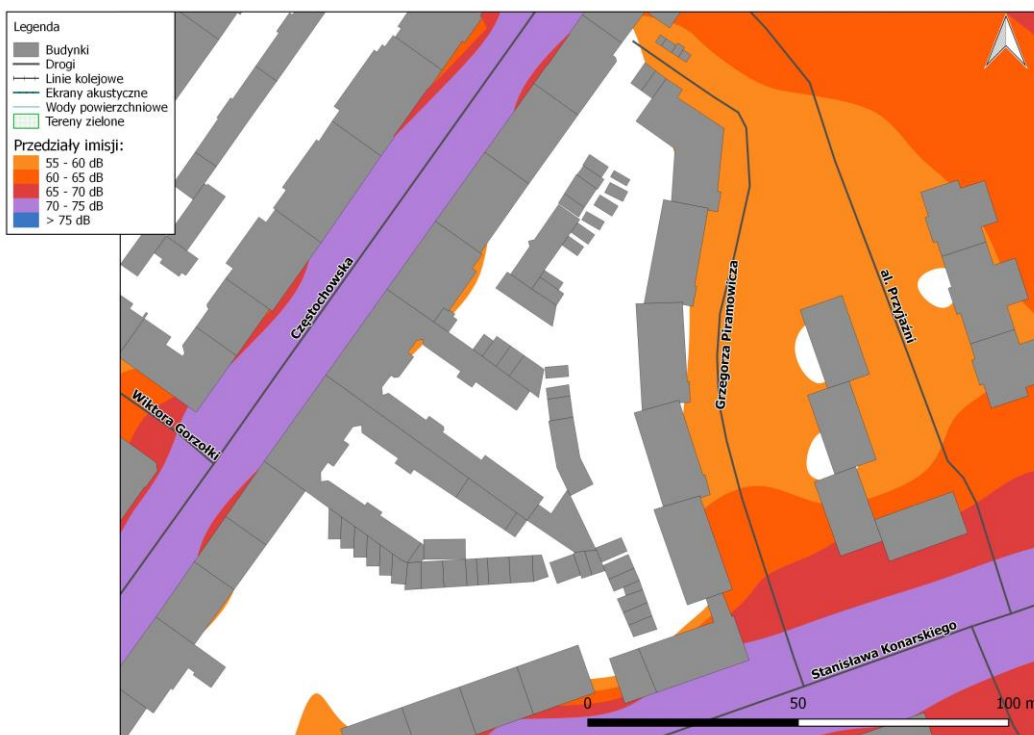 Legenda
Budynki
Drogi
Linie kolejowe
Ekrany akustyczne
Wody powierzchniowe
Tereny zielone
Przedziały imisji:
55 - 60 dB
60 - 65 dB
65 - 70 dB
70 - 75 dB
> 75 dB
Częstochowska
Wiktora Gorzołki
Grzegorza Piramowicza
al. Przyjaźni
Stanisława Konarskiego
0 50 100 m